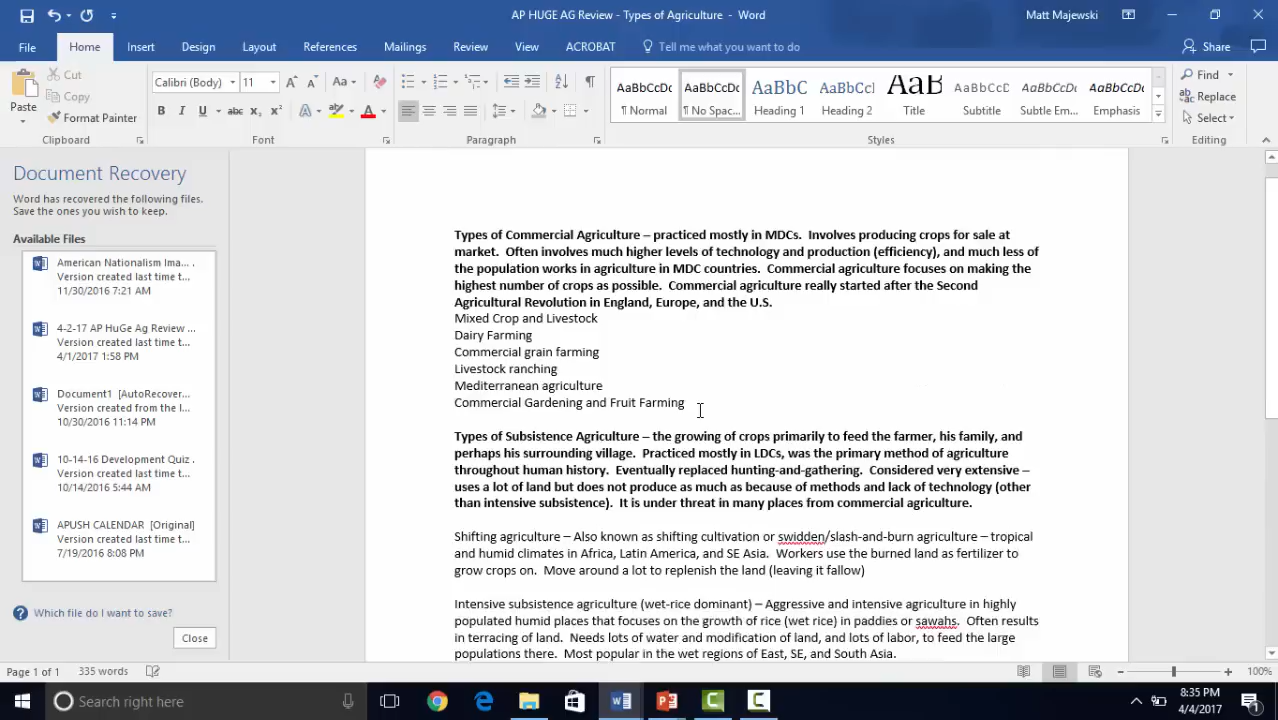 AP HUGE AG Review - Types of Agriculture - Word
Matt Majewski
File Home Insert Design Layout References Mailings Review View ACROBAT Tell me what you want to do
Share
Paste
Cut
Copy
Format Painter
Clipboard
Calibri (Body) 11
Font
Paragraph
AaBbCcDc AaBbCcDc AaBbC AaBbCcI AaB AaBbCcD AaBbCcDc AaBbCcDc
¶ Normal ¶ No Spac... Heading 1 Heading 2 Title Subtitle Subtle Em... Emphasis
Styles
Find
Replace
Select
Editing
Document Recovery
Word has recovered the following files.
Save the ones you wish to keep.
Available Files
American Nationalism Ima...
Version created last time t...
11/30/2016 7:21 AM
4-2-17 AP HuGe Ag Review ...
Version created last time t...
4/1/2017 1:58 PM
Document1 [AutoRecover...
Version created from the l...
10/30/2016 11:14 PM
10-14-16 Development Quiz .
Version created last time t...
10/14/2016 5:44 AM
APUSH CALENDAR [Original]
Version created last time t...
7/19/2016 8:08 PM
Which file do I want to save?
Close
Types of Commercial Agriculture – practiced mostly in MDCs. Involves producing crops for sale at
market. Often involves much higher levels of technology and production (efficiency), and much less of
the population works in agriculture in MDC countries. Commercial agriculture focuses on making the
highest number of crops as possible. Commercial agriculture really started after the Second
Agricultural Revolution in England, Europe, and the U.S.
Mixed Crop and Livestock
Dairy Farming
Commercial grain farming
Livestock ranching
Mediterranean agriculture
Commercial Gardening and Fruit Farming
Types of Subsistence Agriculture – the growing of crops primarily to feed the farmer, his family, and
perhaps his surrounding village. Practiced mostly in LDCs, was the primary method of agriculture
throughout human history. Eventually replaced hunting-and-gathering. Considered very extensive –
uses a lot of land but does not produce as much as because of methods and lack of technology (other
than intensive subsistence). It is under threat in many places from commercial agriculture.
Shifting agriculture – Also known as shifting cultivation or swidden/slash-and-burn agriculture – tropical
and humid climates in Africa, Latin America, and SE Asia. Workers use the burned land as fertilizer to
grow crops on. Move around a lot to replenish the land (leaving it fallow)
Intensive subsistence agriculture (wet-rice dominant) – Aggressive and intensive agriculture in highly
populated humid places that focuses on the growth of rice (wet rice) in paddies or sawahs. Often results
in terracing of land. Needs lots of water and modification of land, and lots of labor, to feed the large
populations there. Most popular in the wet regions of East, SE, and South Asia.
Page 1 of 1 335 words
100%
Search right here
8:35 PM
4/4/2017